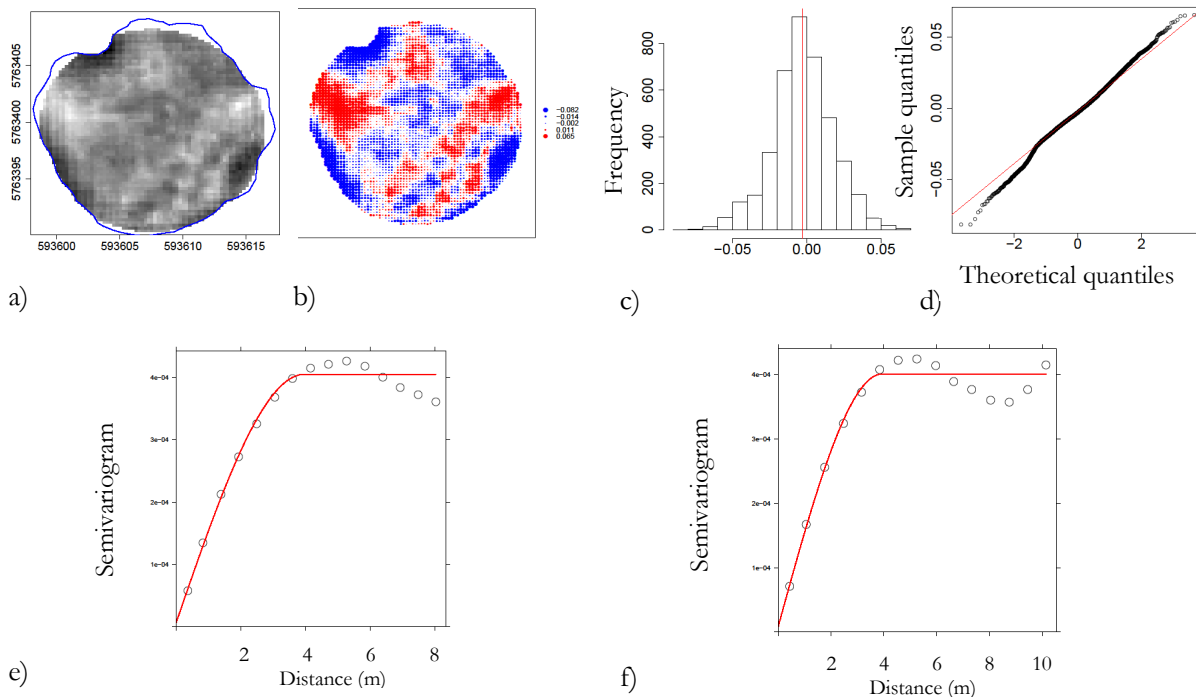 5763405
5763400
5763395
593600 593605 593610 593615
a)
−0.082
−0.014
−0.002
0.011
0.065
b)
Frequency
800
600
400
200
0
−0.05 0.00 0.05
c)
Sample quantiles
0.05
0.00
−0.05
−2 0 2
Theoretical quantiles
d)
Semivariogram
4e−04
3e−04
2e−04
1e−04
2 4 6 8
Distance (m)
e)
Semivariogram
4e−04
3e−04
2e−04
1e−04
2 4 6 8 10
Distance (m)
f)